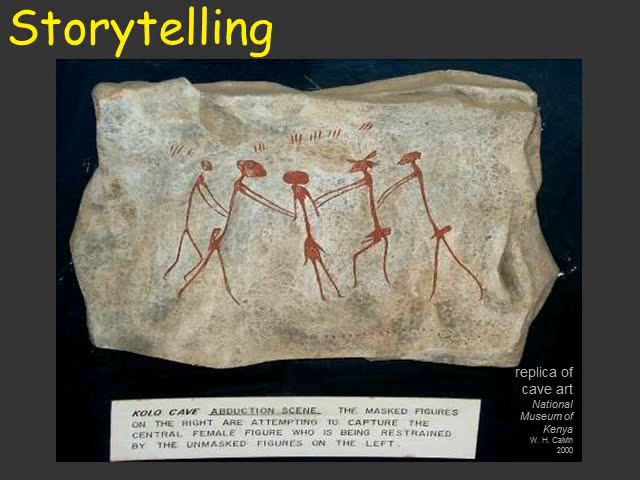 Storytelling
replica of
cave art
National
Museum of
Kenya
W. H. Calvin
2000
KOLO CAVE ABDUCTION SCENE. THE MASKED FIGURES
ON THE RIGHT ARE ATTEMPTING TO CAPTURE THE
CENTRAL FEMALE FIGURE WHO IS BEING RESTRAINED
BY THE UNMASKED FIGURES ON THE LEFT.